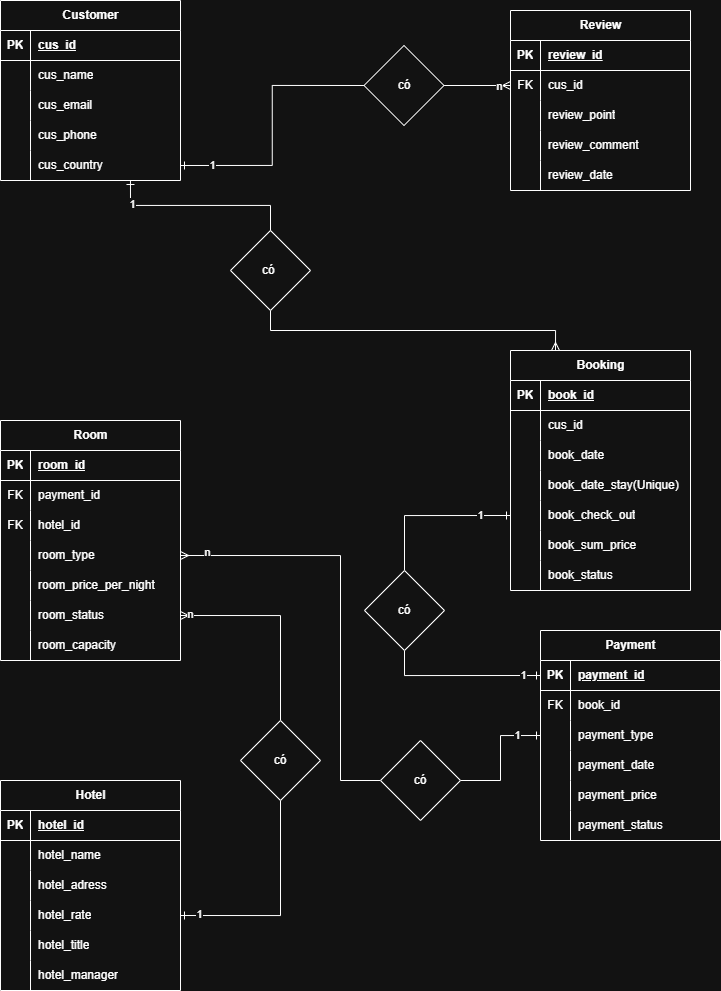 Customer
PK cus_id
cus_name
cus_email
cus_phone
cus_country
1
có
n
Review
PK review_id
FK cus_id
review_point
review_comment
review_date
1
có
Booking
PK book_id
cus_id
book_date
book_date_stay(Unique)
book_check_out
book_sum_price
book_status
1
có
1
Room
PK room_id
FK payment_id
FK hotel_id
room_type
room_price_per_night
room_status
room_capacity
n
n
có
1
Payment
PK payment_id
FK book_id
payment_type
payment_date
payment_price
payment_status
có
1
Hotel
PK hotel_id
hotel_name
hotel_adress
hotel_rate
hotel_title
hotel_manager